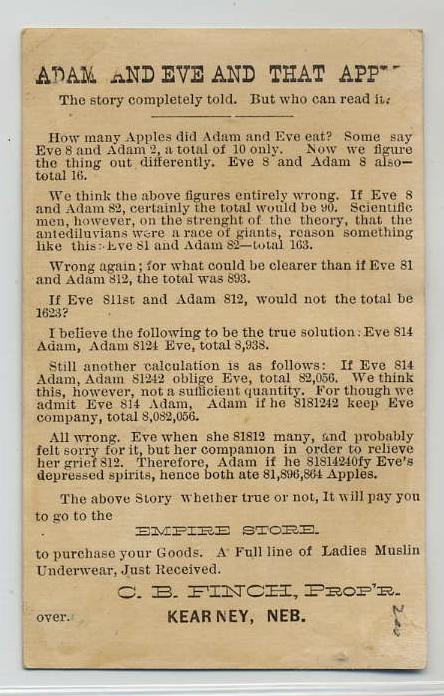 ADAM AND EVE AND THAT APP
The story completely told. But who can read it.
How many Apples did Adam and Eve eat? Some say
Eve 8 and Adam 2, a total of 10 only. Now we figure
the thing out differently. Eve 8 and Adam 8 also—
total 16.
We think the above figures entirely wrong. If Eve 8
and Adam 82, certainly the total would be 90. Scientific
men, however, on the strenght of the theory, that the
antediluvians were a race of giants, reason something
like this: Eve 81 and Adam 82—total 163.
Wrong again; for what could be clearer than if Eve 81
and Adam 812, the total was 893.
If Eve 811st and Adam 812, would not the total be
1623?
I believe the following to be the true solution: Eve 814
Adam, Adam 8124 Eve, total 8,938.
Still another calculation is as follows: If Eve 814
Adam, Adam 81242 oblige Eve, total 82,056. We think
this, however, not a sufficient quantity. For though we
admit Eve 814 Adam, Adam if he 8181242 keep Eve
company, total 8,082,056.
All wrong. Eve when she 81812 many, and probably
felt sorry for it, but her companion in order to relieve
her grief 812. Therefore, Adam if he 81814240fy Eve's
depressed spirits, hence both ate 81,896,864 Apples.
The above Story whether true or not, It will pay you
to go to the
EMPIRE STORE.
to purchase your Goods. A Full line of Ladies Muslin
Underwear, Just Received.
C. B. FINCH, PROP'R.
over. KEARNEY, NEB.